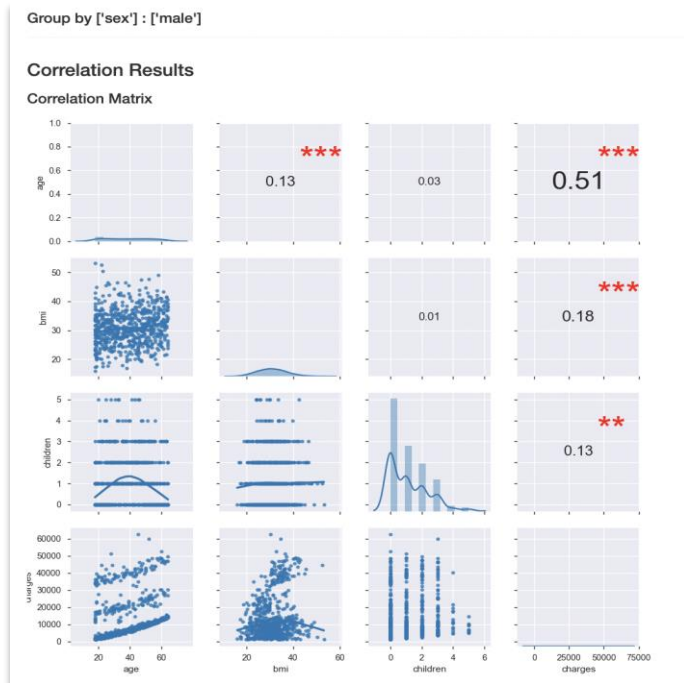 Group by ['sex'] : ['male']
Correlation Results
Correlation Matrix
1.0
0.8
0.6
0.4
0.2
0.0
age
***
0.13
0.03
***
0.51
50
40
30
20
bmi
0.01
***
0.18
5
4
3
2
1
0
children
**
0.13
60000
50000
40000
30000
20000
10000
0
charges
20 40 60
age
20 40 60
bmi
0 2 4 6
children
0 25000 50000 75000
charges